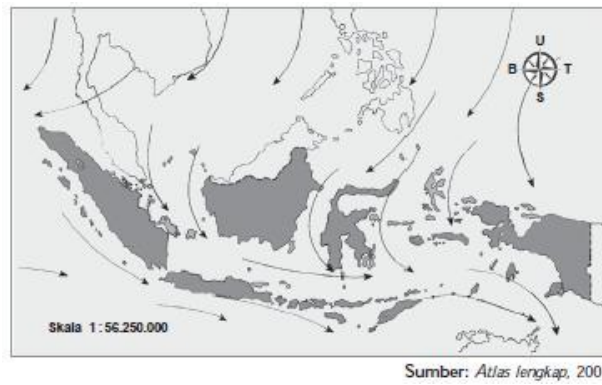 U
B T
S
Skala 1 : 56.250.000
Sumber: Atlas lengkap, 200